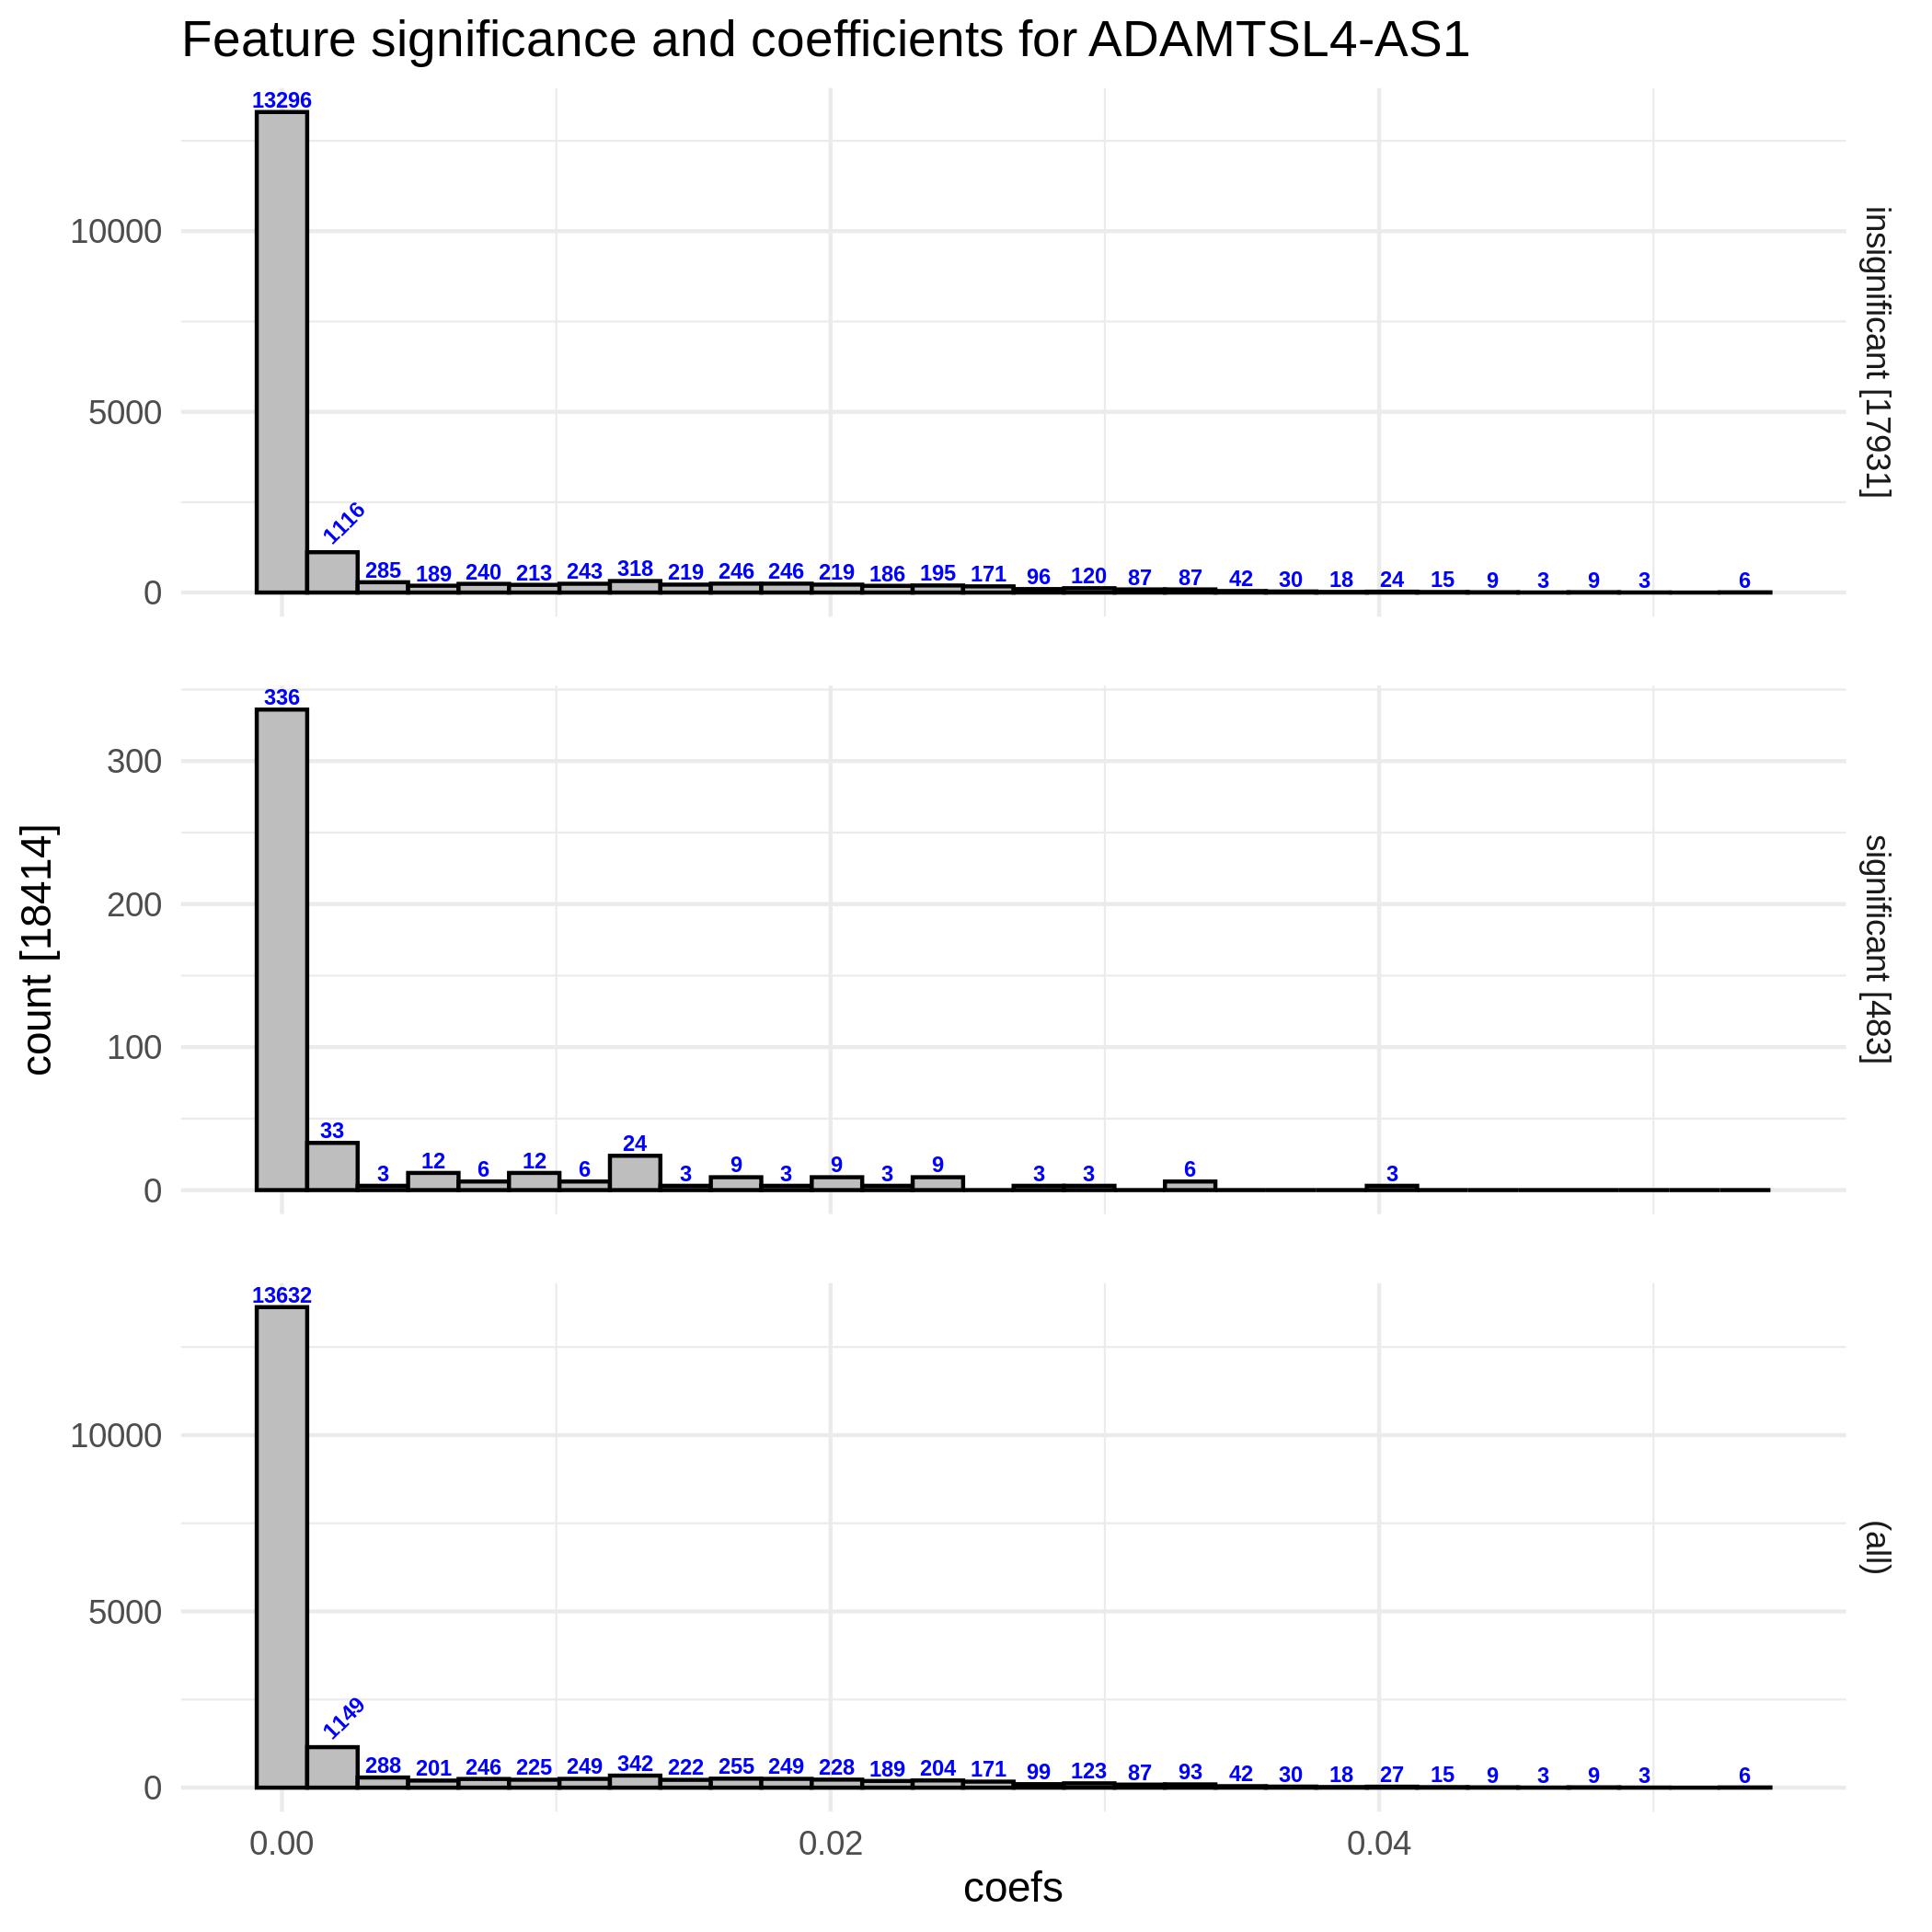 Feature significance and coefficients for ADAMTSL4-AS1
13296
1116
285 189 240 213 243 318 219 246 246 219 186 195 171 96 120 87 87 42 30 18 24 15 9 3 9 3 6
10000
5000
0
insignificant [17931]
336
33
3 12 6 12 6 24 3 9 3 9 3 9 3 3 6 3
300
200
100
0
significant [483]
count [18414]
13632
1149
288 201 246 225 249 342 222 255 249 228 189 204 171 99 123 87 93 42 30 18 27 15 9 3 9 3 6
10000
5000
0
(all)
0.00 0.02 0.04
coefs